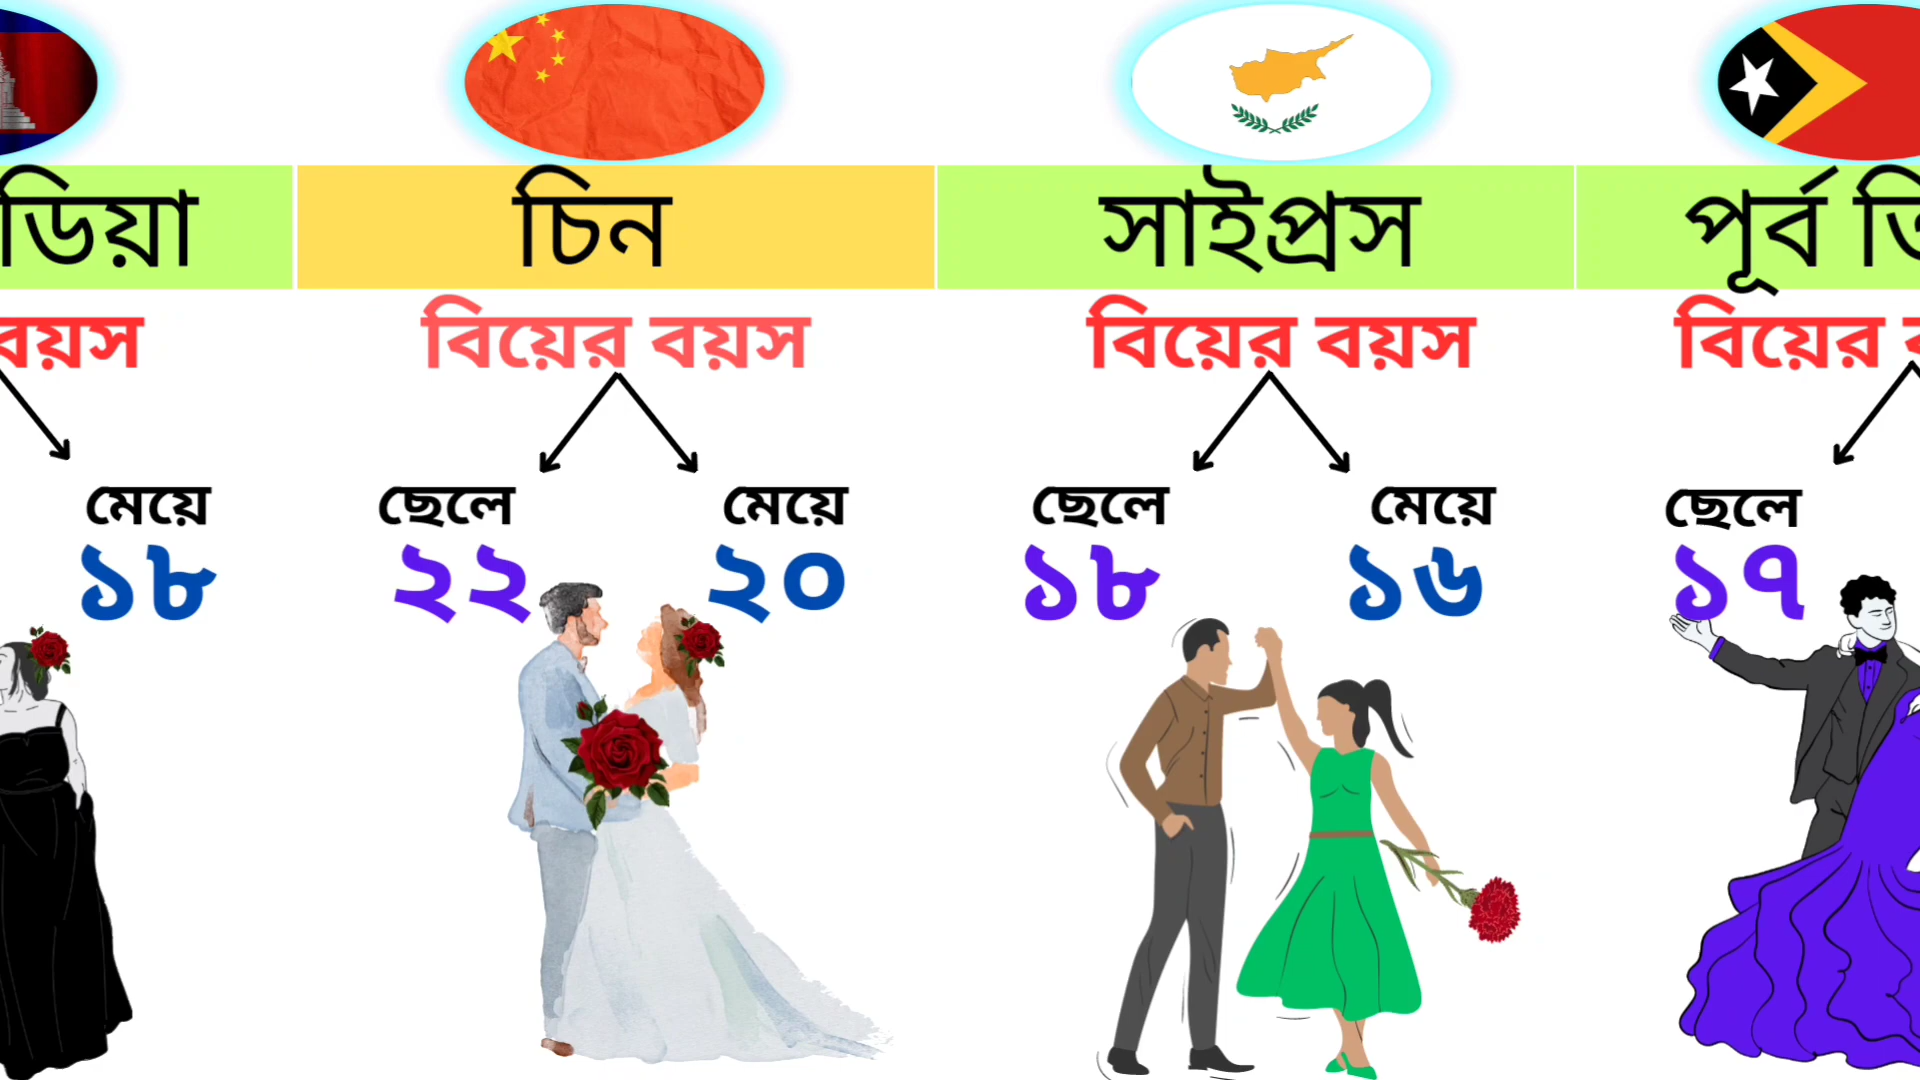 ডিয়া
চিন
সাইপ্রস
পূর্ব তি
বয়স
বিয়ের বয়স
বিয়ের বয়স
বিয়ের
মেয়ে
ছেলে
মেয়ে
ছেলে
মেয়ে
ছেলে
১৮
২২
২০
১৮
১৬
১৭